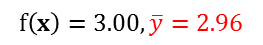 f(𝐱) = 3.00, y̅ = 2.96